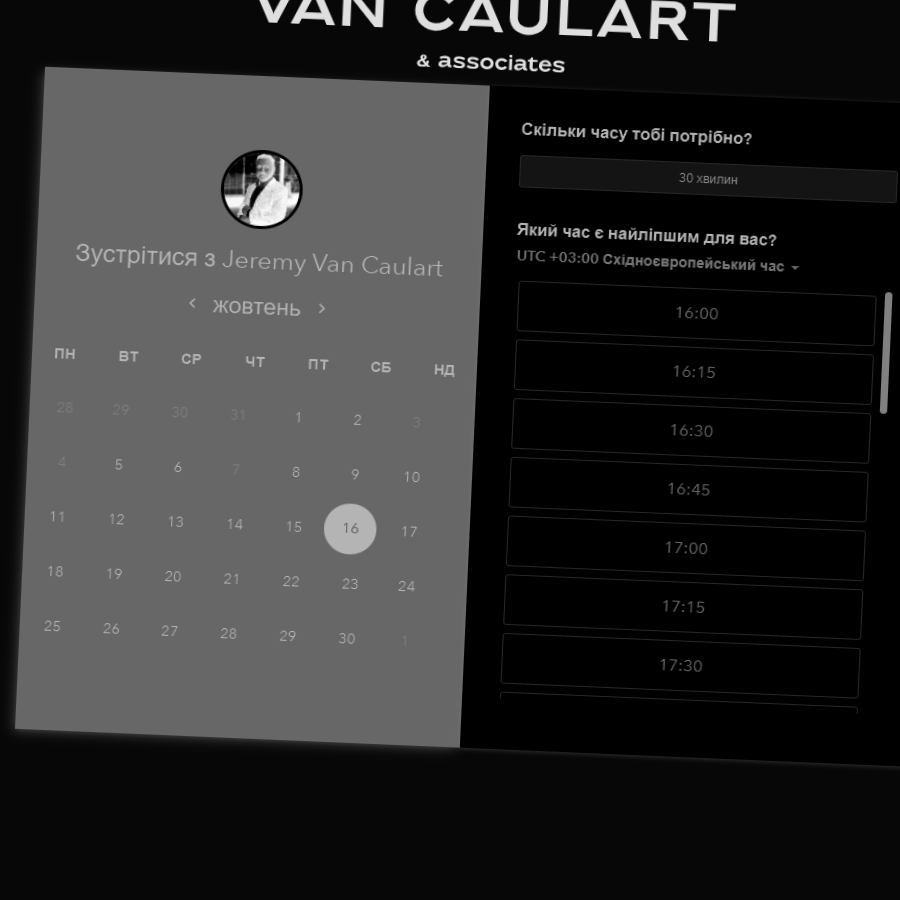 VAN CAULART
& associates
Зустрітися з Jeremy Van Caulart
жовтень
ПН ВТ СР ЧТ ПТ СБ НД
28 29 30 31 1 2 3
4 5 6 7 8 9 10
11 12 13 14 15 16 17
18 19 20 21 22 23 24
25 26 27 28 29 30 1
Скільки часу тобі потрібно?
30 хвилин
Який час є найліпшим для вас?
UTC +03:00 Східноєвропейський час
16:00
16:15
16:30
16:45
17:00
17:15
17:30